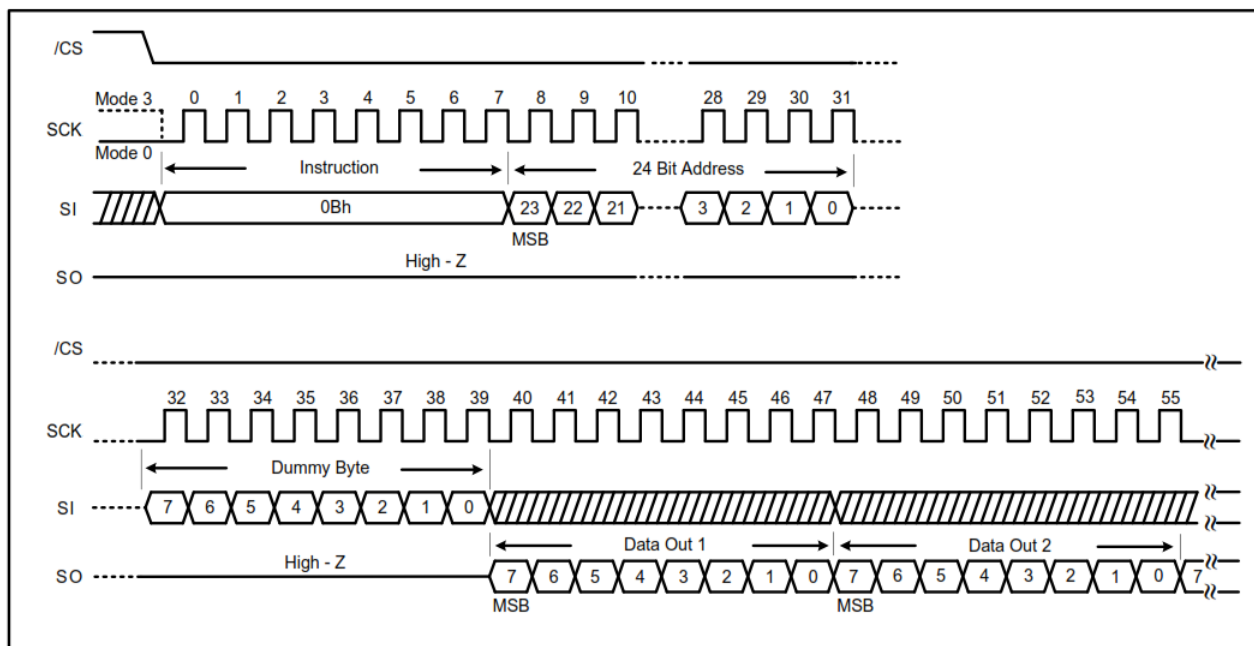 /CS
Mode 3 0 1 2 3 4 5 6 7 8 9 10 28 29 30 31
SCK
Mode 0
Instruction 24 Bit Address
SI 0Bh 23 22 21 3 2 1 0
MSB
High - Z
SO
/CS
32 33 34 35 36 37 38 39 40 41 42 43 44 45 46 47 48 49 50 51 52 53 54 55
SCK
Dummy Byte
SI 7 6 5 4 3 2 1 0
Data Out 1 Data Out 2
High - Z
SO 7 6 5 4 3 2 1 0 7 6 5 4 3 2 1 0 7
MSB MSB